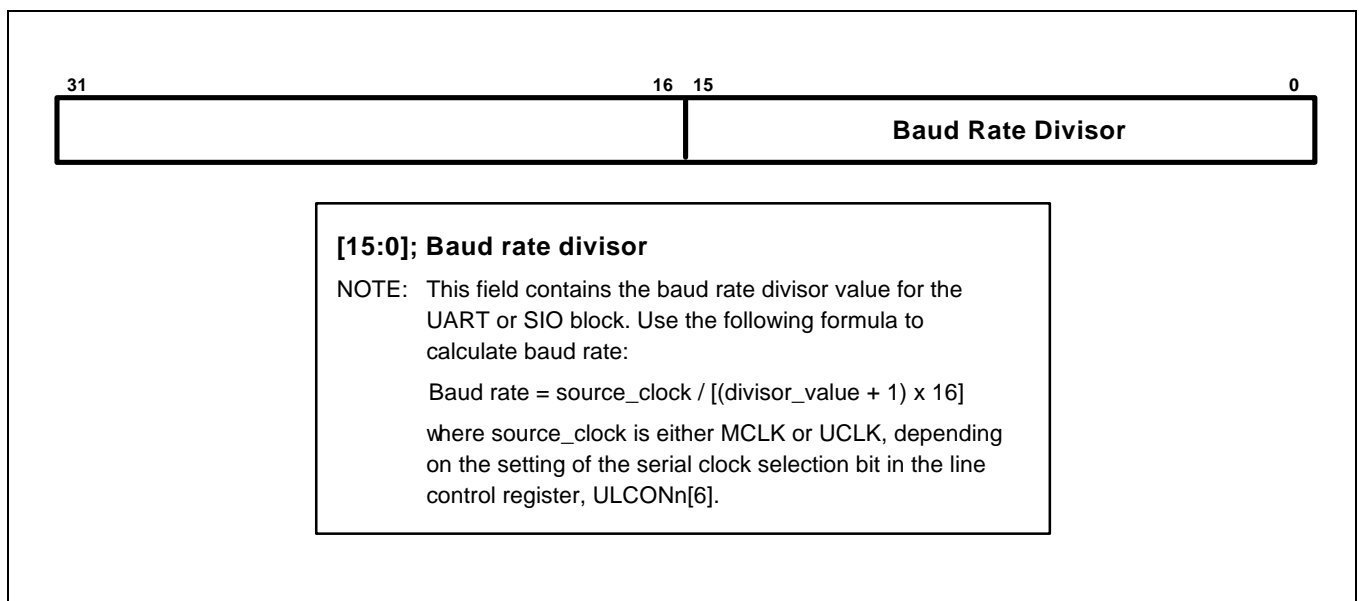 31 16 15 0
Baud Rate Divisor
[15:0]; Baud rate divisor
NOTE: This field contains the baud rate divisor value for the
UART or SIO block. Use the following formula to
calculate baud rate:
Baud rate = source_clock / [(divisor_value + 1) x 16]
where source_clock is either MCLK or UCLK, depending
on the setting of the serial clock selection bit in the line
control register, ULCONn[6].